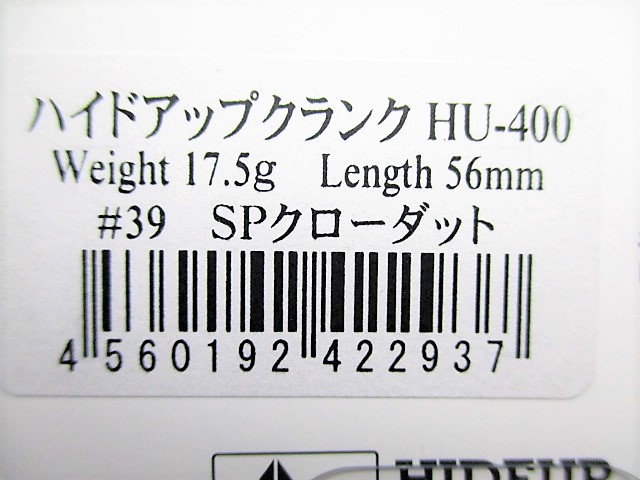 ハイドアップクランク HU-400
Weight 17.5g Length 56mm
#39 SPクローダット
4 560192 422937
HIDEUP